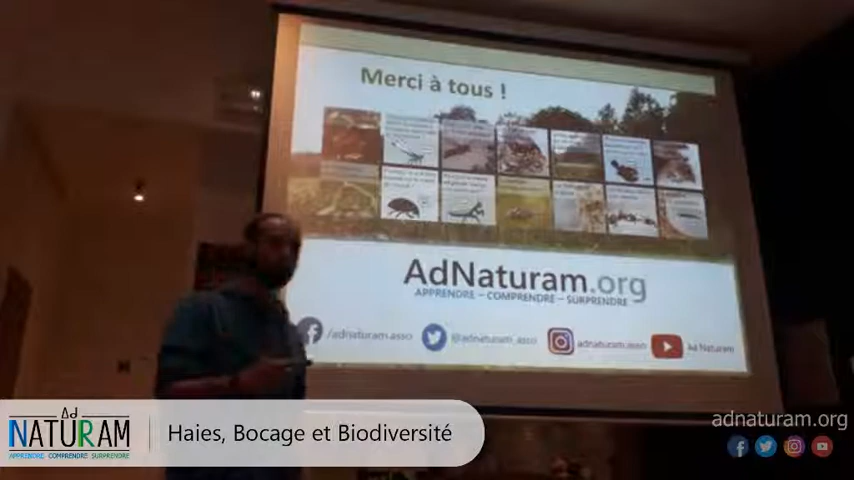 Merci à tous !
AdNaturam.org
APPRENDRE – COMPRENDRE – SURPRENDRE
/adnaturam.asso
@adnaturam_asso
adnaturam.asso
Ad Naturam
Ad
NATURAM
APPRENDRE COMPRENDRE SURPRENDRE
Haies, Bocage et Biodiversité
adnaturam.org